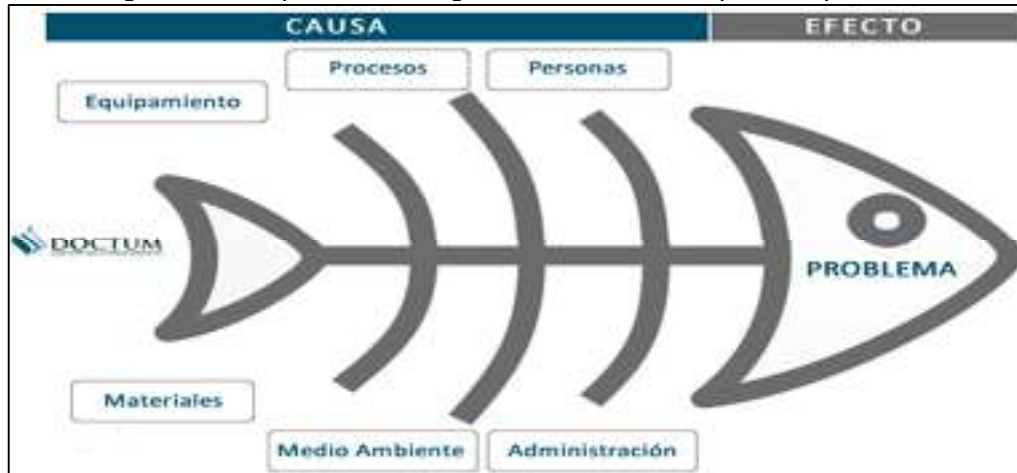 CAUSA
EFECTO
Procesos
Personas
Equipamiento
DOCTUM
PROBLEMA
Materiales
Medio Ambiente
Administración